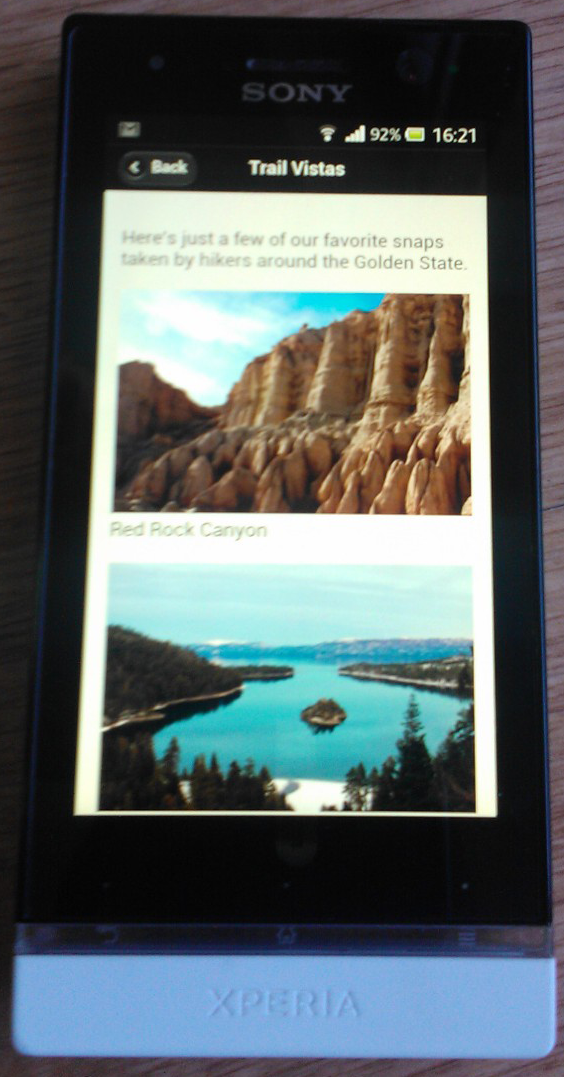 SONY
92% 16:21
Back Trail Vistas
Here's just a few of our favorite snaps
taken by hikers around the Golden State.
Red Rock Canyon
XPERIA